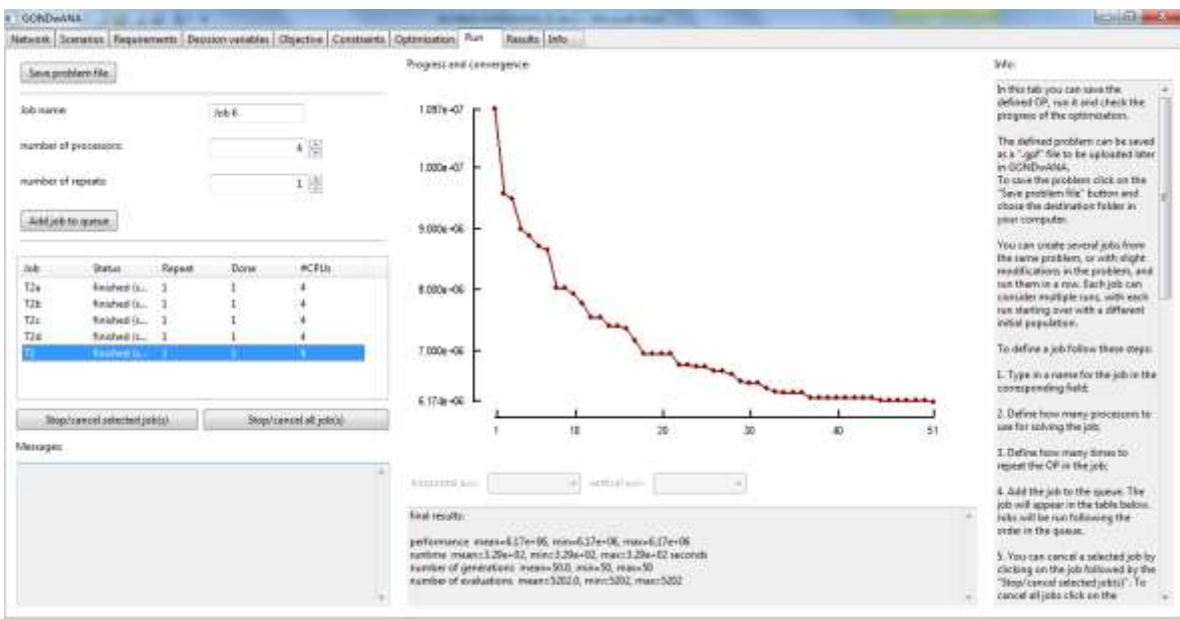 GONDwANA
Network Scenarios Requirements Decision variables Objective Constraints Optimisation Run Results Info
Save problem file
Job name: Job 6
number of processors: 4
number of repeats: 1
Add job to queue
Job Status Repeat Done #CPUs
T2a finished (s... 1 1 4
T2b finished (s... 1 1 4
T2c finished (s... 1 1 4
T2d finished (s... 1 1 4
T2 finished (s... 1 1 4
Stop/cancel selected job(s) Stop/cancel all job(s)
Messages:
Progress and convergence:
1.097e+07
1.000e+07
9.000e+06
8.000e+06
7.000e+06
6.174e+06
1 10 20 30 40 51
horizontal axis: vertical axis:
final results:
performance mean=6.17e+06, min=6.17e+06, max=6.17e+06
runtime mean=3.29e+02, min=3.29e+02, max=3.29e+02 seconds
number of generations mean=50.0, min=50, max=50
number of evaluations mean=5202.0, min=5202, max=5202
Info:
In this tab you can save the
defined OP, run it and check the
progress of the optimization.
The defined problem can be saved
as a ".gpf" file to be uploaded later
in GONDwANA.
To save the problem click on the
"Save problem file" button and
chose the destination folder in
your computer.
You can create several jobs from
the same problem, or with slight
modifications in the problem, and
run them in a row. Each job can
consider multiple runs, with each
run starting over with a different
initial population.
To define a job follow these steps:
1. Type in a name for the job in the
corresponding field;
2. Define how many processors to
use for solving the job;
3. Define how many times to
repeat the OP in the job;
4. Add the job to the queue. The
job will appear in the table below.
Jobs will be run following the
order in the queue.
5. You can cancel a selected job by
clicking on the job followed by the
"Stop/cancel selected job(s)". To
cancel all jobs click on the